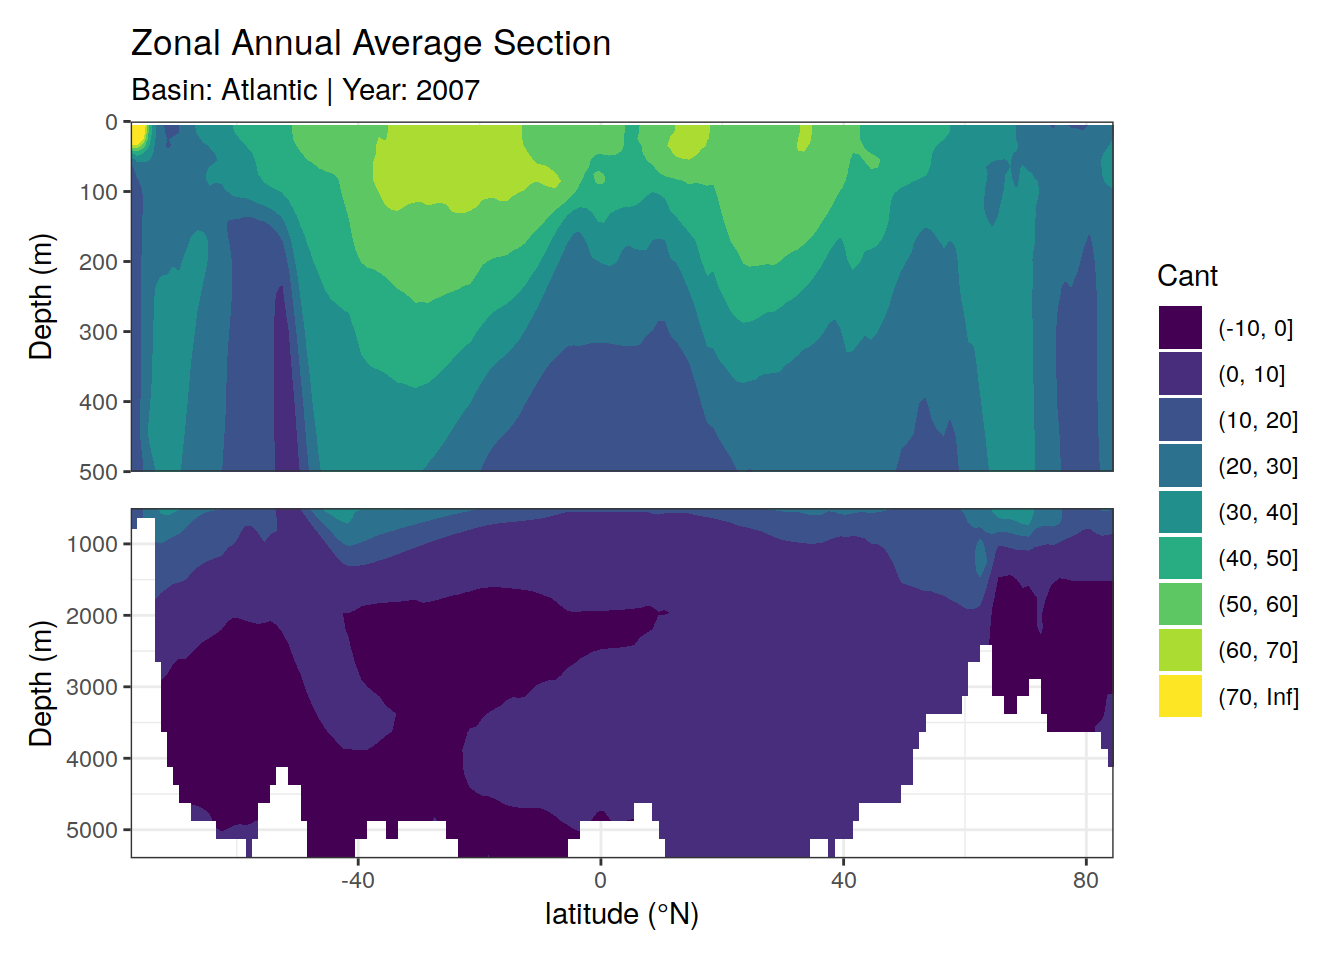 Zonal Annual Average Section
Basin: Atlantic | Year: 2007
Depth (m)
0
100
200
300
400
500
Depth (m)
1000
2000
3000
4000
5000
-40 0 40 80
latitude (°N)
Cant
(-10, 0]
(0, 10]
(10, 20]
(20, 30]
(30, 40]
(40, 50]
(50, 60]
(60, 70]
(70, Inf]